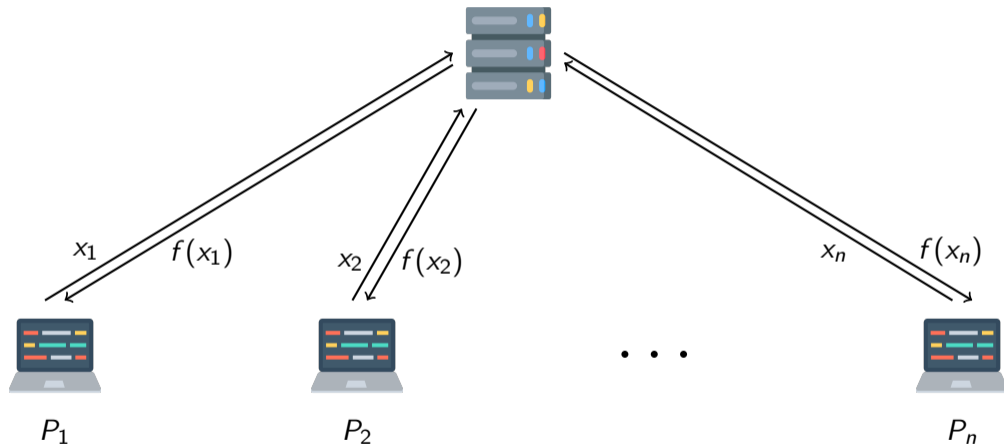 x₁ f(x₁) x₂ f(x₂) xₙ f(xₙ)
. . .
P₁ P₂ Pₙ